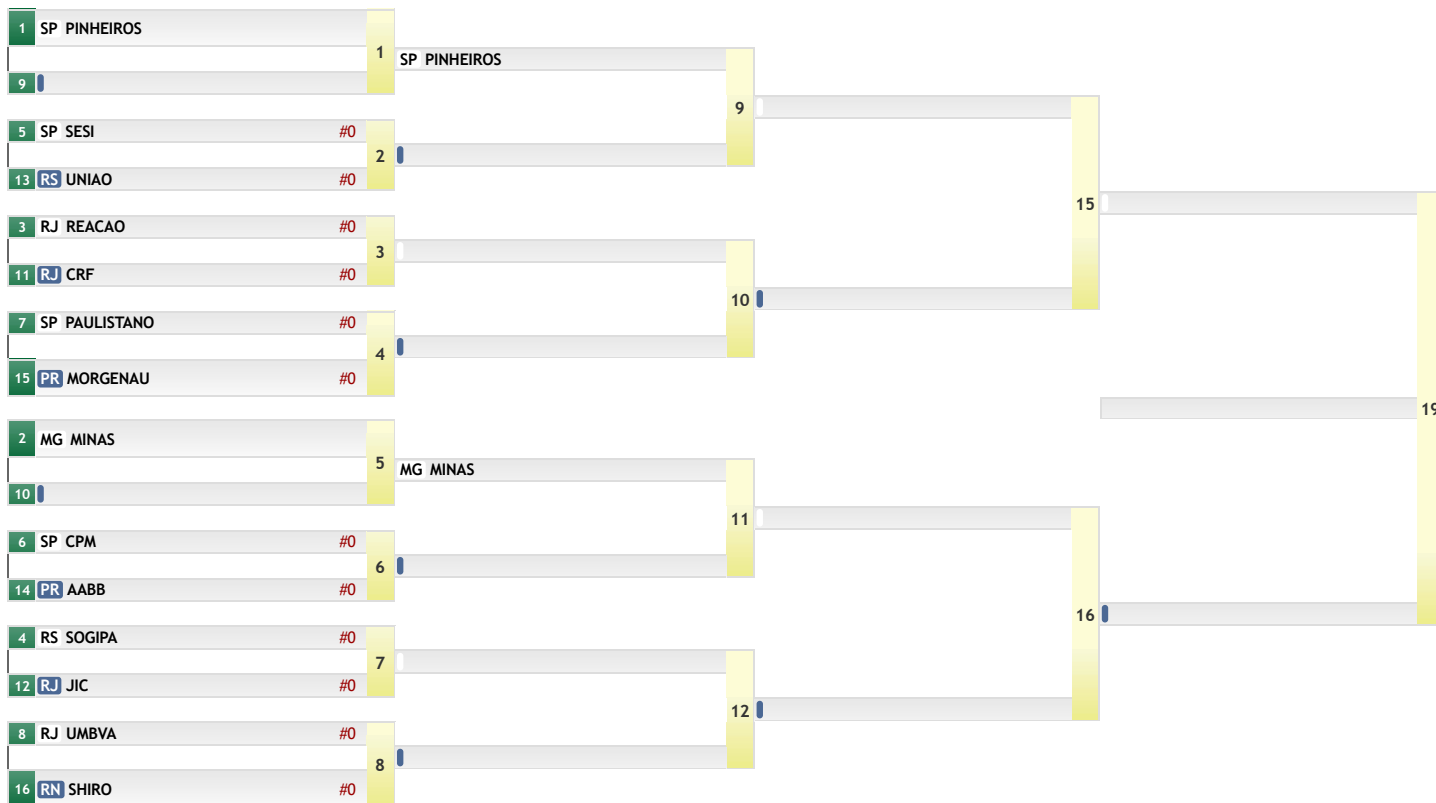 1 SP PINHEIROS
1
SP PINHEIROS
9
9
5 SP SESI #0
2
13 RS UNIAO #0
15
3 RJ REACAO #0
3
11 RJ CRF #0
10
7 SP PAULISTANO #0
4
15 PR MORGENAU #0
19
2 MG MINAS
5
MG MINAS
10
11
6 SP CPM #0
6
14 PR AABB #0
16
4 RS SOGIPA #0
7
12 RJ JIC #0
12
8 RJ UMBVA #0
8
16 RN SHIRO #0